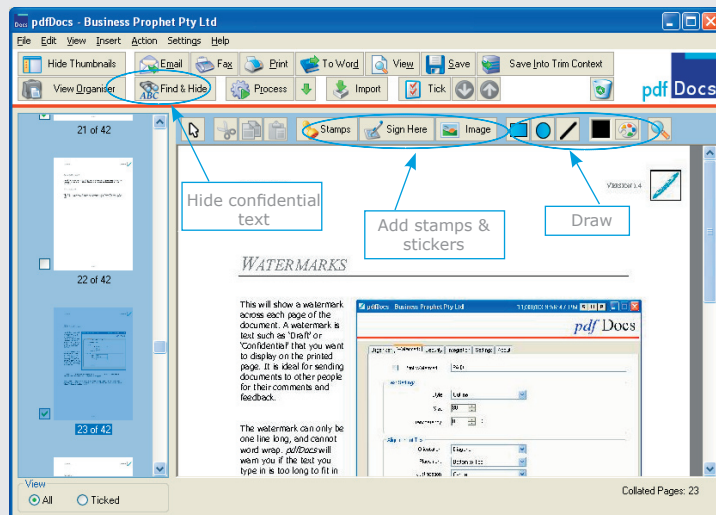 pdfDocs - Business Prophet Pty Ltd
File Edit View Insert Action Settings Help
Hide Thumbnails Email Fax Print To Word View Save Save Into Trim Context
View Organiser Find & Hide Process Import Tick
pdf Docs
21 of 42
Stamps Sign Here Image
Hide confidential
text
Add stamps &
stickers
Draw
VERSION 2.4
22 of 42
WATERMARKS
This will show a watermark
across each page of the
document. A watermark is
text such as 'Draft' or
'Confidential' that you want
to display on the printed
page. It is ideal for sending
documents to other people
for their comments and
feedback.
The watermark can only be
one line long, and cannot
word wrap. pdfDocs will
warn you if the text you
type in is too long to fit in
pdfDocs - Business Prophet Pty Ltd
pdf Docs
Style
Size
23 of 42
View
All Ticked
Collated Pages: 23